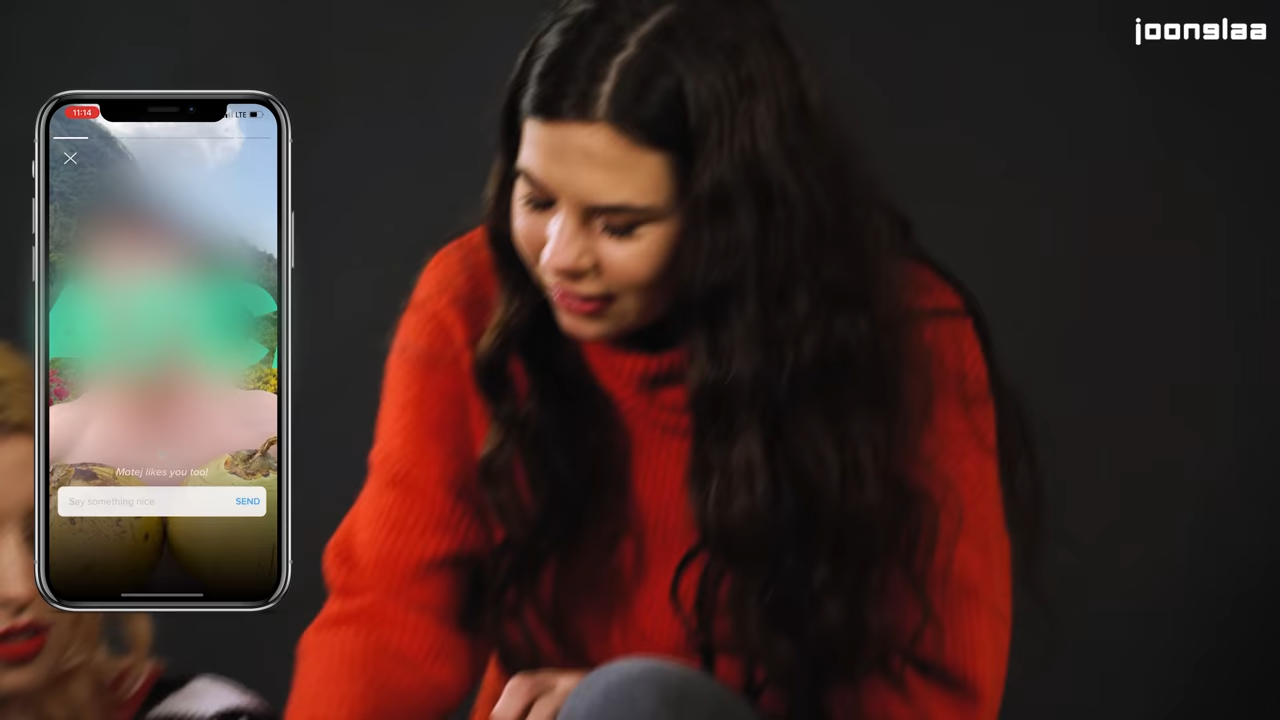 joonglaa
11:14
LTE
Matej likes you too!
Say something nice
SEND